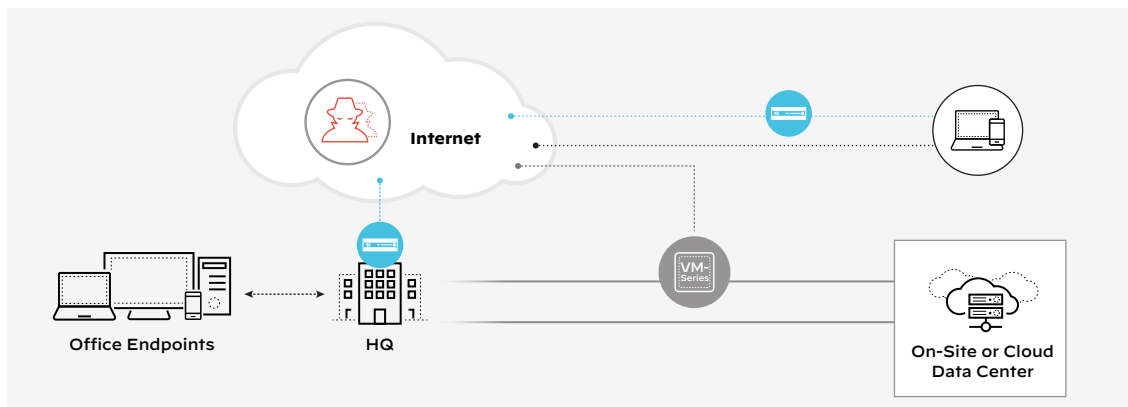 Internet
VM-
Series
Office Endpoints
HQ
On-Site or Cloud
Data Center